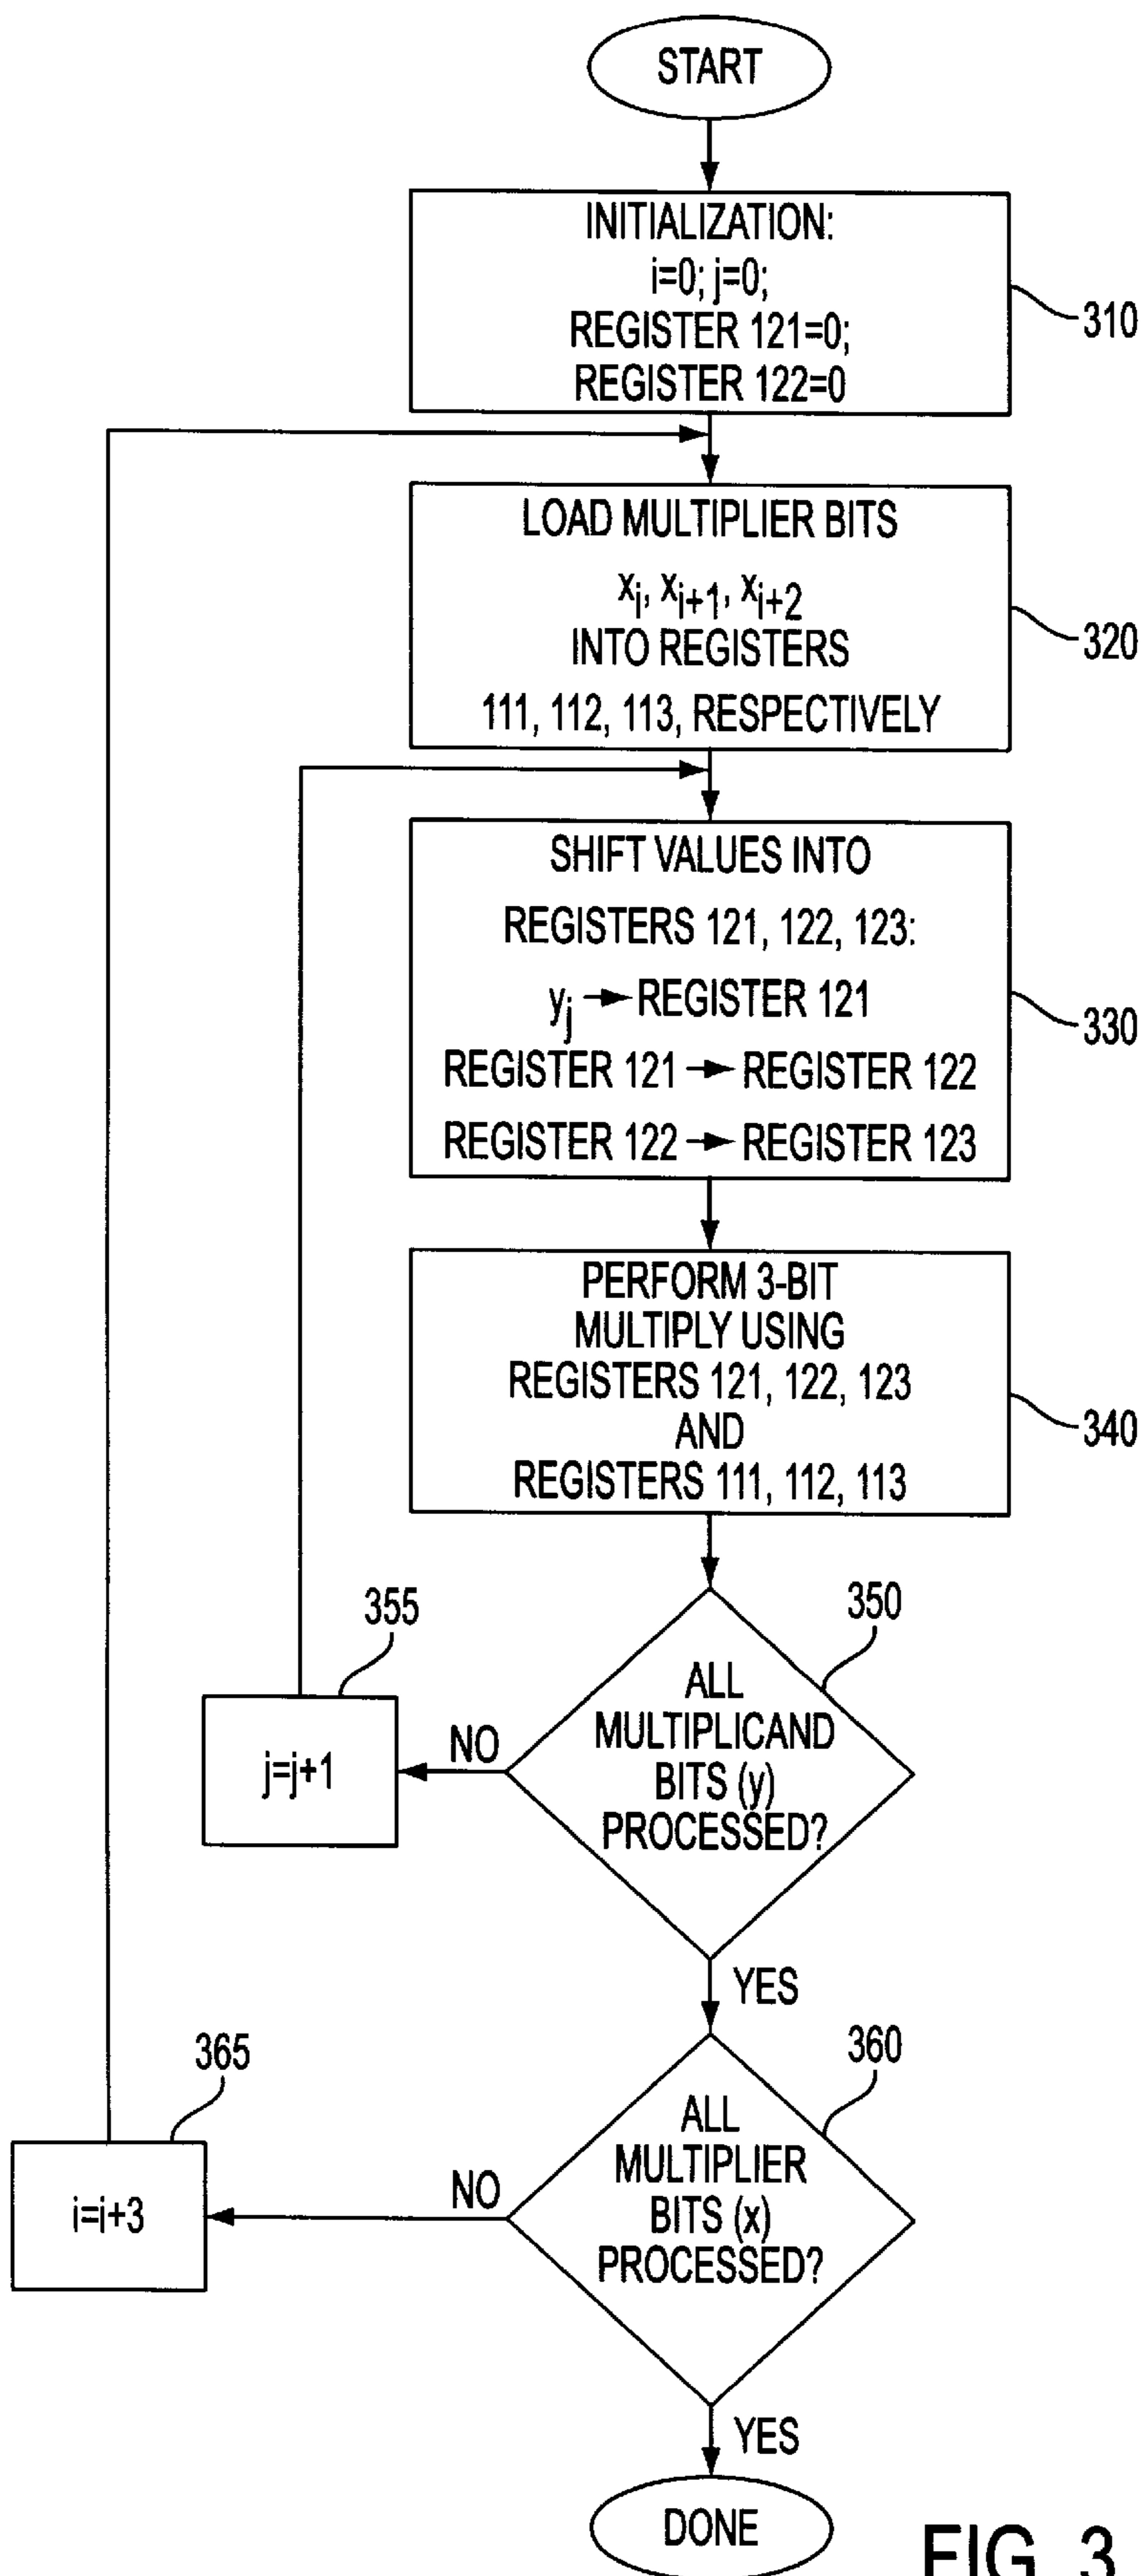 START
INITIALIZATION:
i=0; j=0;
REGISTER 121=0;
REGISTER 122=0
310
LOAD MULTIPLIER BITS
xi, xi+1, xi+2
INTO REGISTERS
111, 112, 113, RESPECTIVELY
320
SHIFT VALUES INTO
REGISTERS 121, 122, 123:
yj → REGISTER 121
REGISTER 121 → REGISTER 122
REGISTER 122 → REGISTER 123
330
PERFORM 3-BIT
MULTIPLY USING
REGISTERS 121, 122, 123
AND
REGISTERS 111, 112, 113
340
350
ALL
MULTIPLICAND
BITS (y)
PROCESSED?
NO
355
j=j+1
YES
360
ALL
MULTIPLIER
BITS (x)
PROCESSED?
NO
365
i=i+3
YES
DONE
FIG. 3